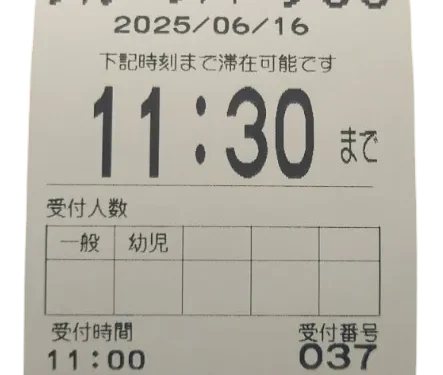 2025/06/16
下記時刻まで滞在可能です
11:30 まで
受付人数
一般 幼児
受付時間 受付番号
11:00 037